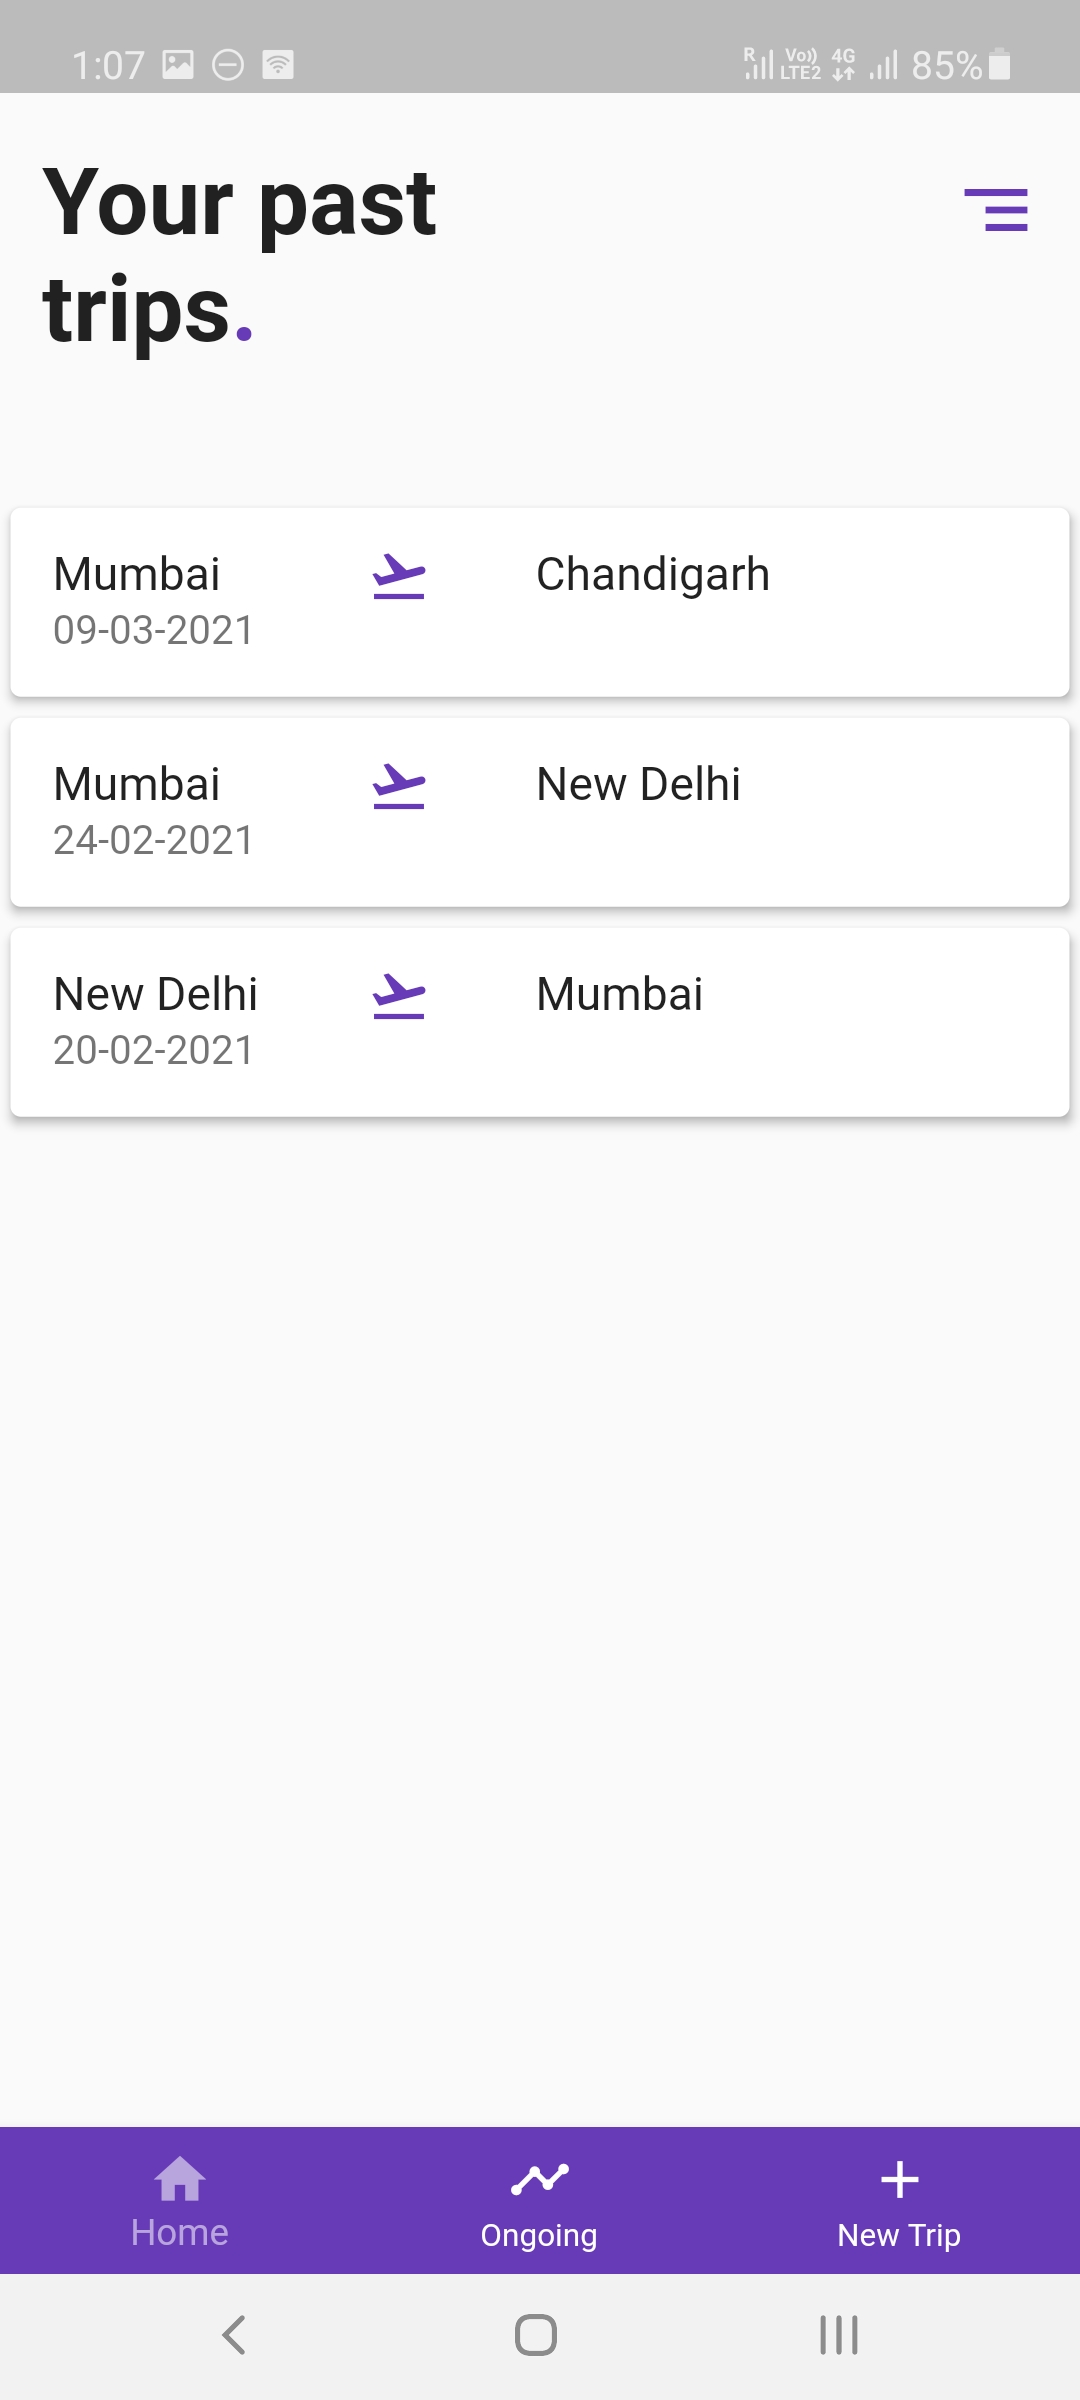 1:07 R Vo)) LTE2 4G 85%
Your past
trips.
Mumbai Chandigarh
09-03-2021
Mumbai New Delhi
24-02-2021
New Delhi Mumbai
20-02-2021
Home Ongoing New Trip